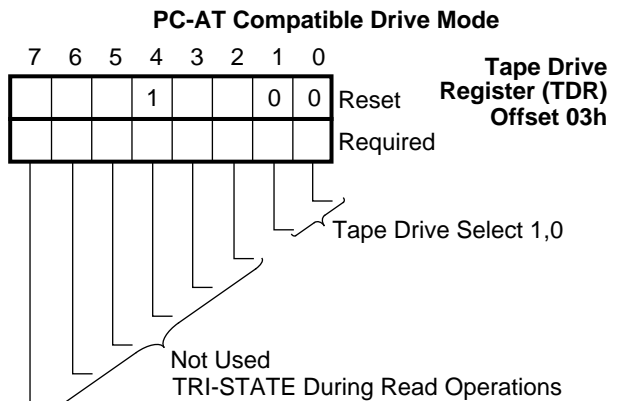 PC-AT Compatible Drive Mode
7 6 5 4 3 2 1 0
Tape Drive
Register (TDR)
Offset 03h
1 0 0 Reset
Required
Tape Drive Select 1,0
Not Used
TRI-STATE During Read Operations